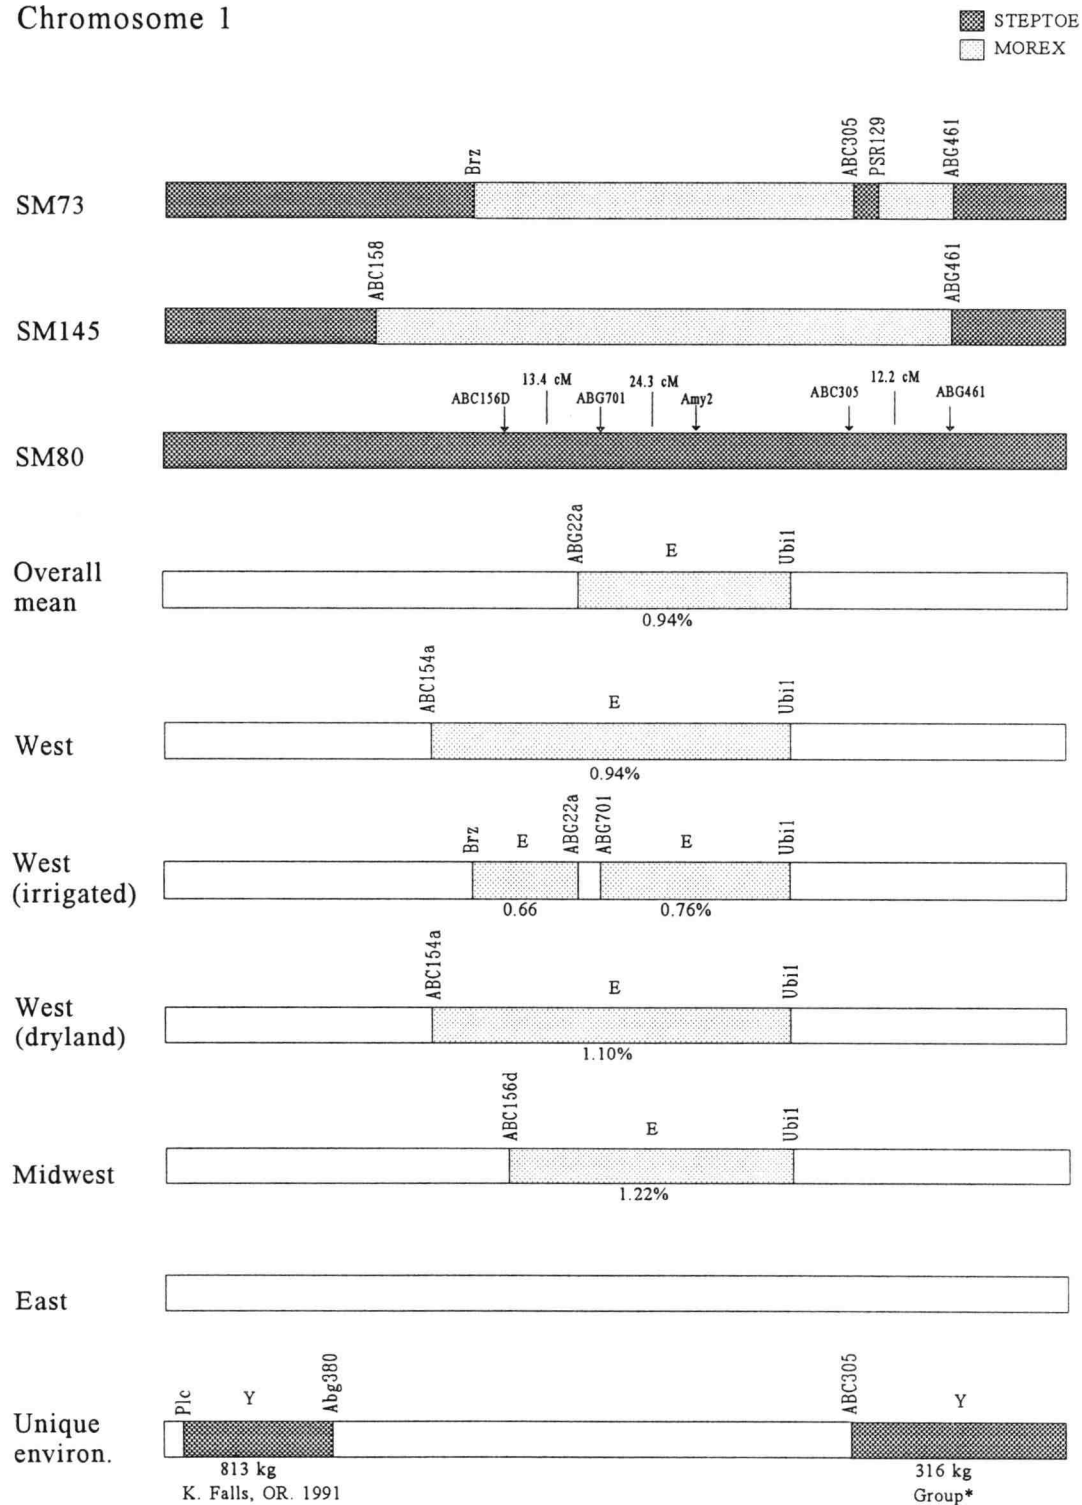 Chromosome 1
STEPTOE
MOREX
Brz
ABC305
PSR129
ABG461
SM73
ABC158
ABG461
SM145
13.4 cM
24.3 cM
12.2 cM
ABC156D
ABG701
Amy2
ABC305
ABG461
SM80
ABG22a
E
Ubi1
Overall
mean
0.94%
ABC154a
E
Ubi1
West
0.94%
Brz
E
ABG22a
ABG701
E
Ubi1
West
(irrigated)
0.66
0.76%
ABC154a
E
Ubi1
West
(dryland)
1.10%
ABC156d
E
Ubi1
Midwest
1.22%
East
Plc
Y
Abg380
ABC305
Y
Unique
environ.
813 kg
K. Falls, OR. 1991
316 kg
Group*